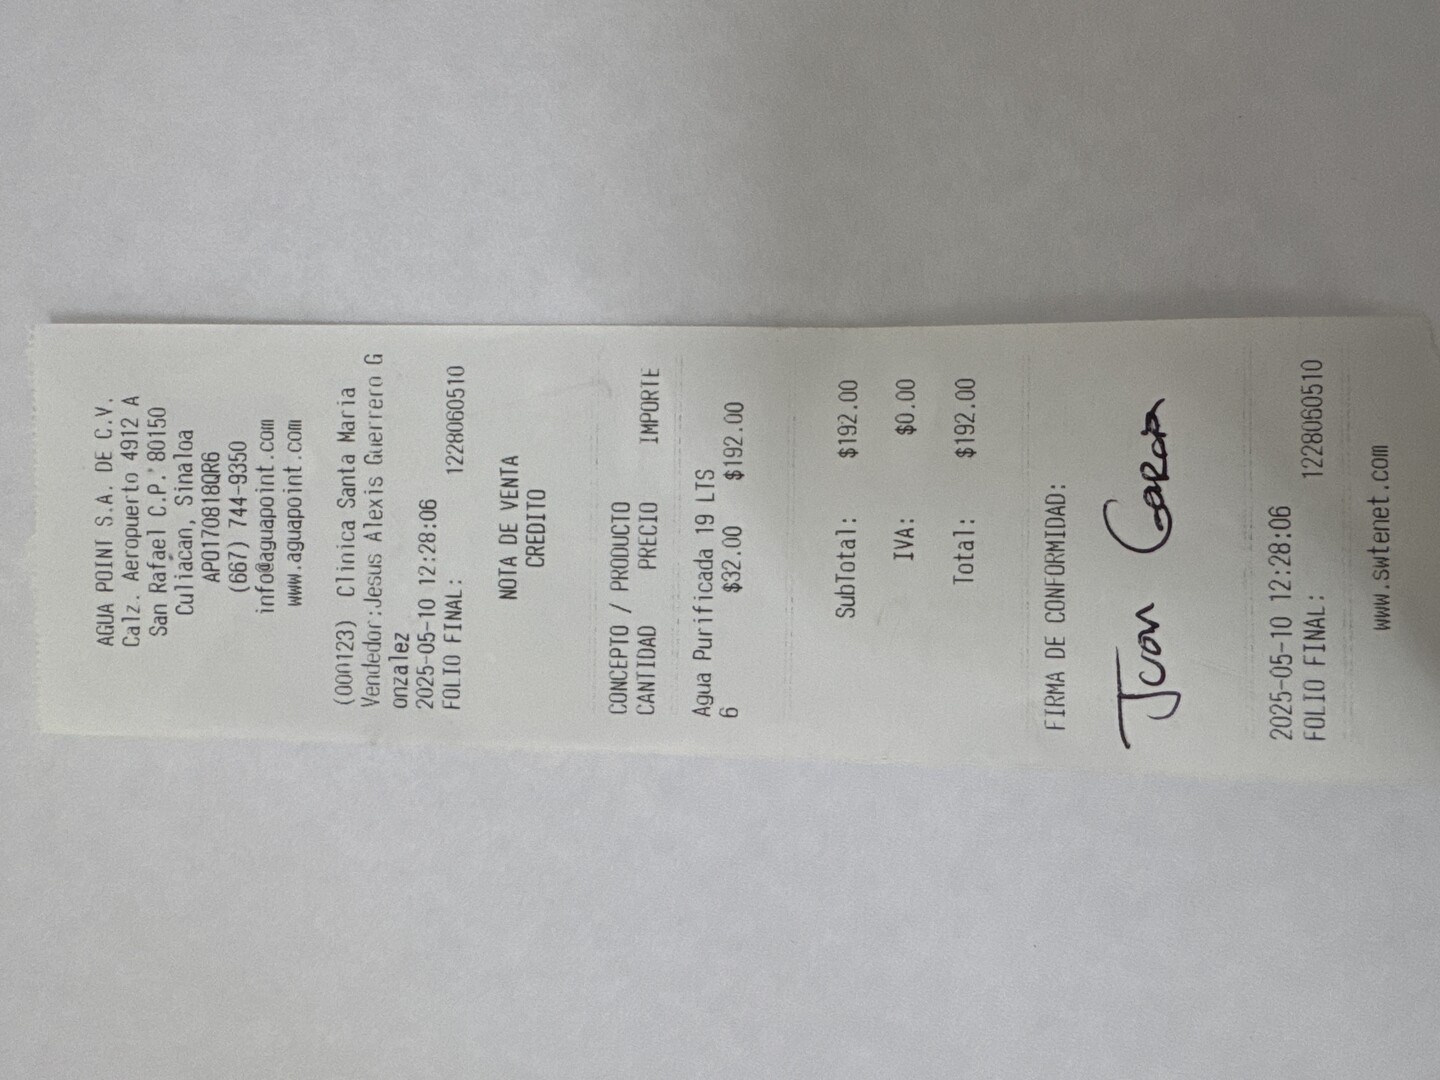 AGUA POINT S.A. DE C.V.
Calz. Aeropuerto 4912 A
San Rafael C.P. 80150
Culiacan, Sinaloa
APO170818QR6
(667) 744-9350
info@aguapoint.com
www.aguapoint.com
(000123) Clinica Santa Maria
Vendedor:Jesus Alexis Guerrero G
onzalez
2025-05-10 12:28:06
FOLIO FINAL: 1228060510
NOTA DE VENTA
CREDITO
CONCEPTO / PRODUCTO
CANTIDAD PRECIO IMPORTE
Agua Purificada 19 LTS
6 $32.00 $192.00
SubTotal: $192.00
IVA: $0.00
Total: $192.00
FIRMA DE CONFORMIDAD:
Juan
2025-05-10 12:28:06
FOLIO FINAL: 1228060510
www.swtenet.com